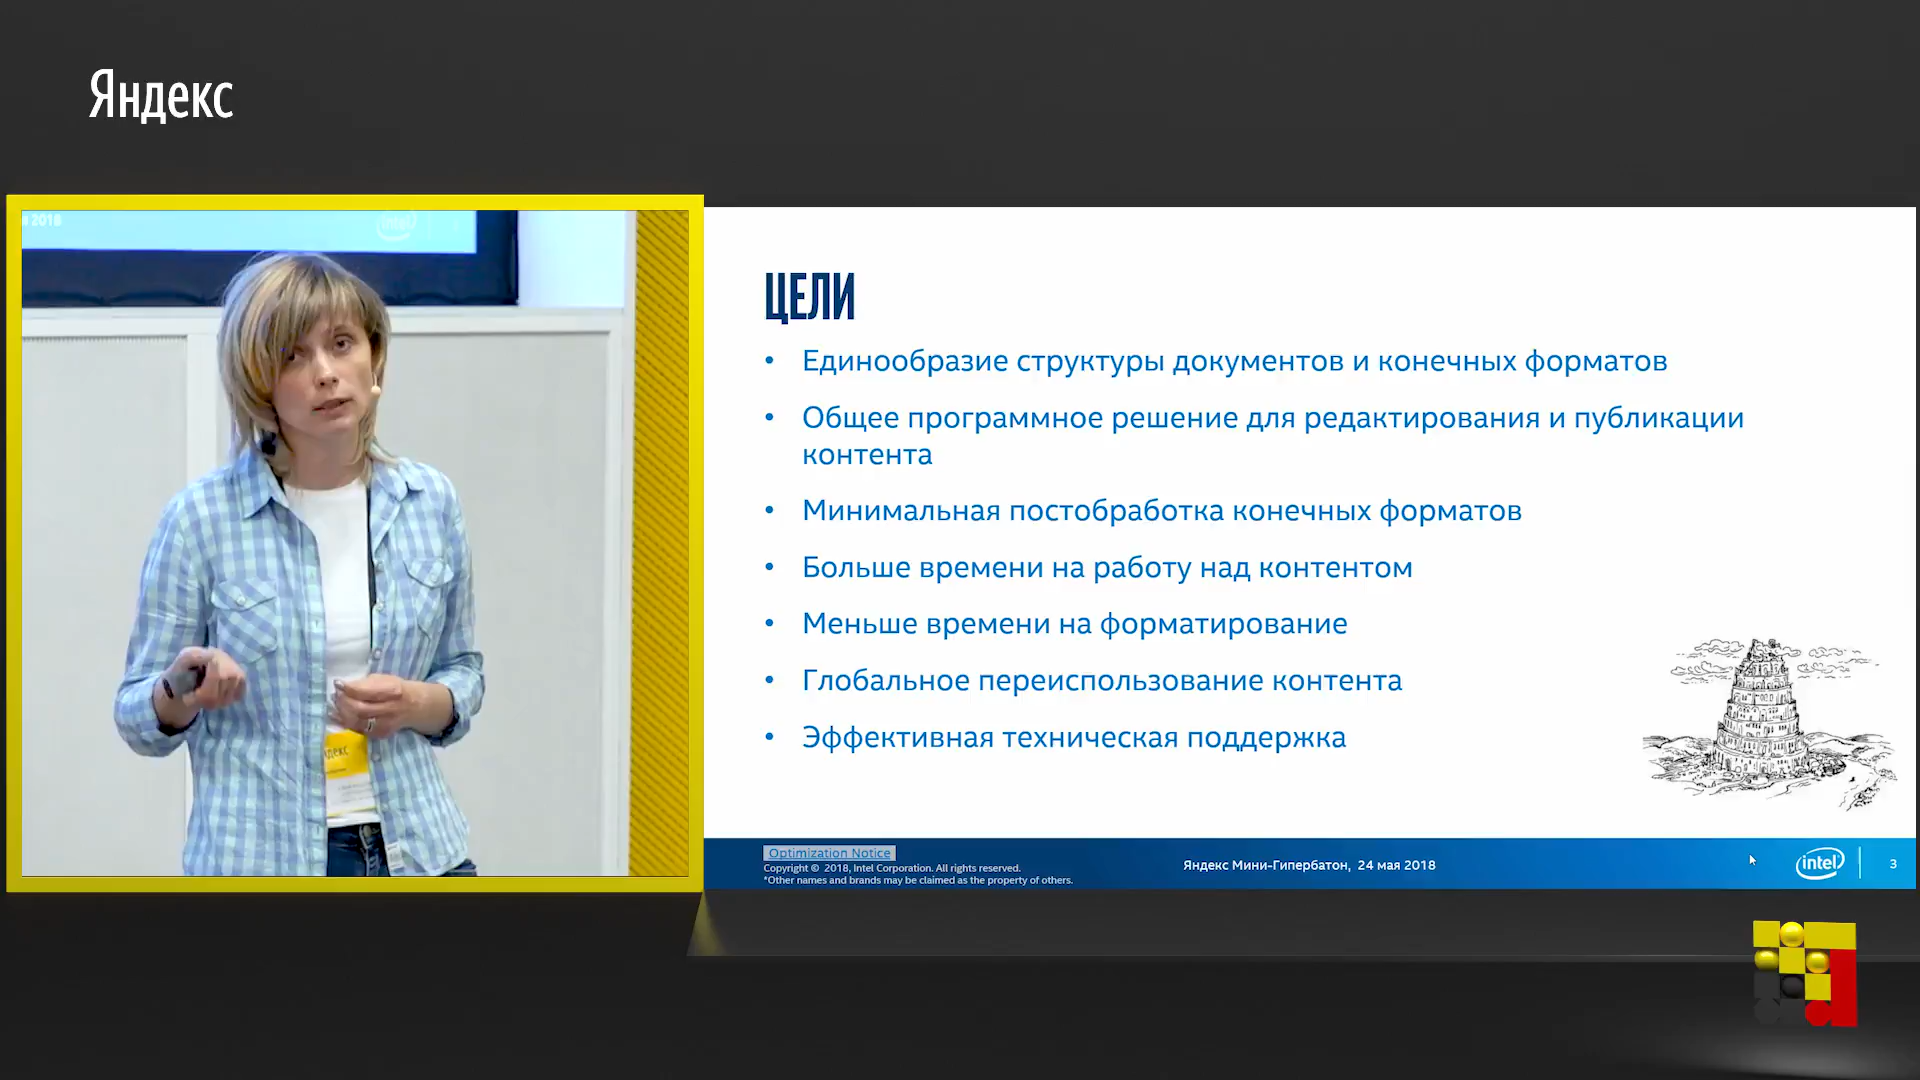 Яндекс
я 2018
intel
ЦЕЛИ
• Единообразие структуры документов и конечных форматов
• Общее программное решение для редактирования и публикации
контента
• Минимальная постобработка конечных форматов
• Больше времени на работу над контентом
• Меньше времени на форматирование
• Глобальное переиспользование контента
• Эффективная техническая поддержка
Optimization Notice
Copyright © 2018, Intel Corporation. All rights reserved.
*Other names and brands may be claimed as the property of others.
Яндекс Мини-Гипербатон, 24 мая 2018
intel
3